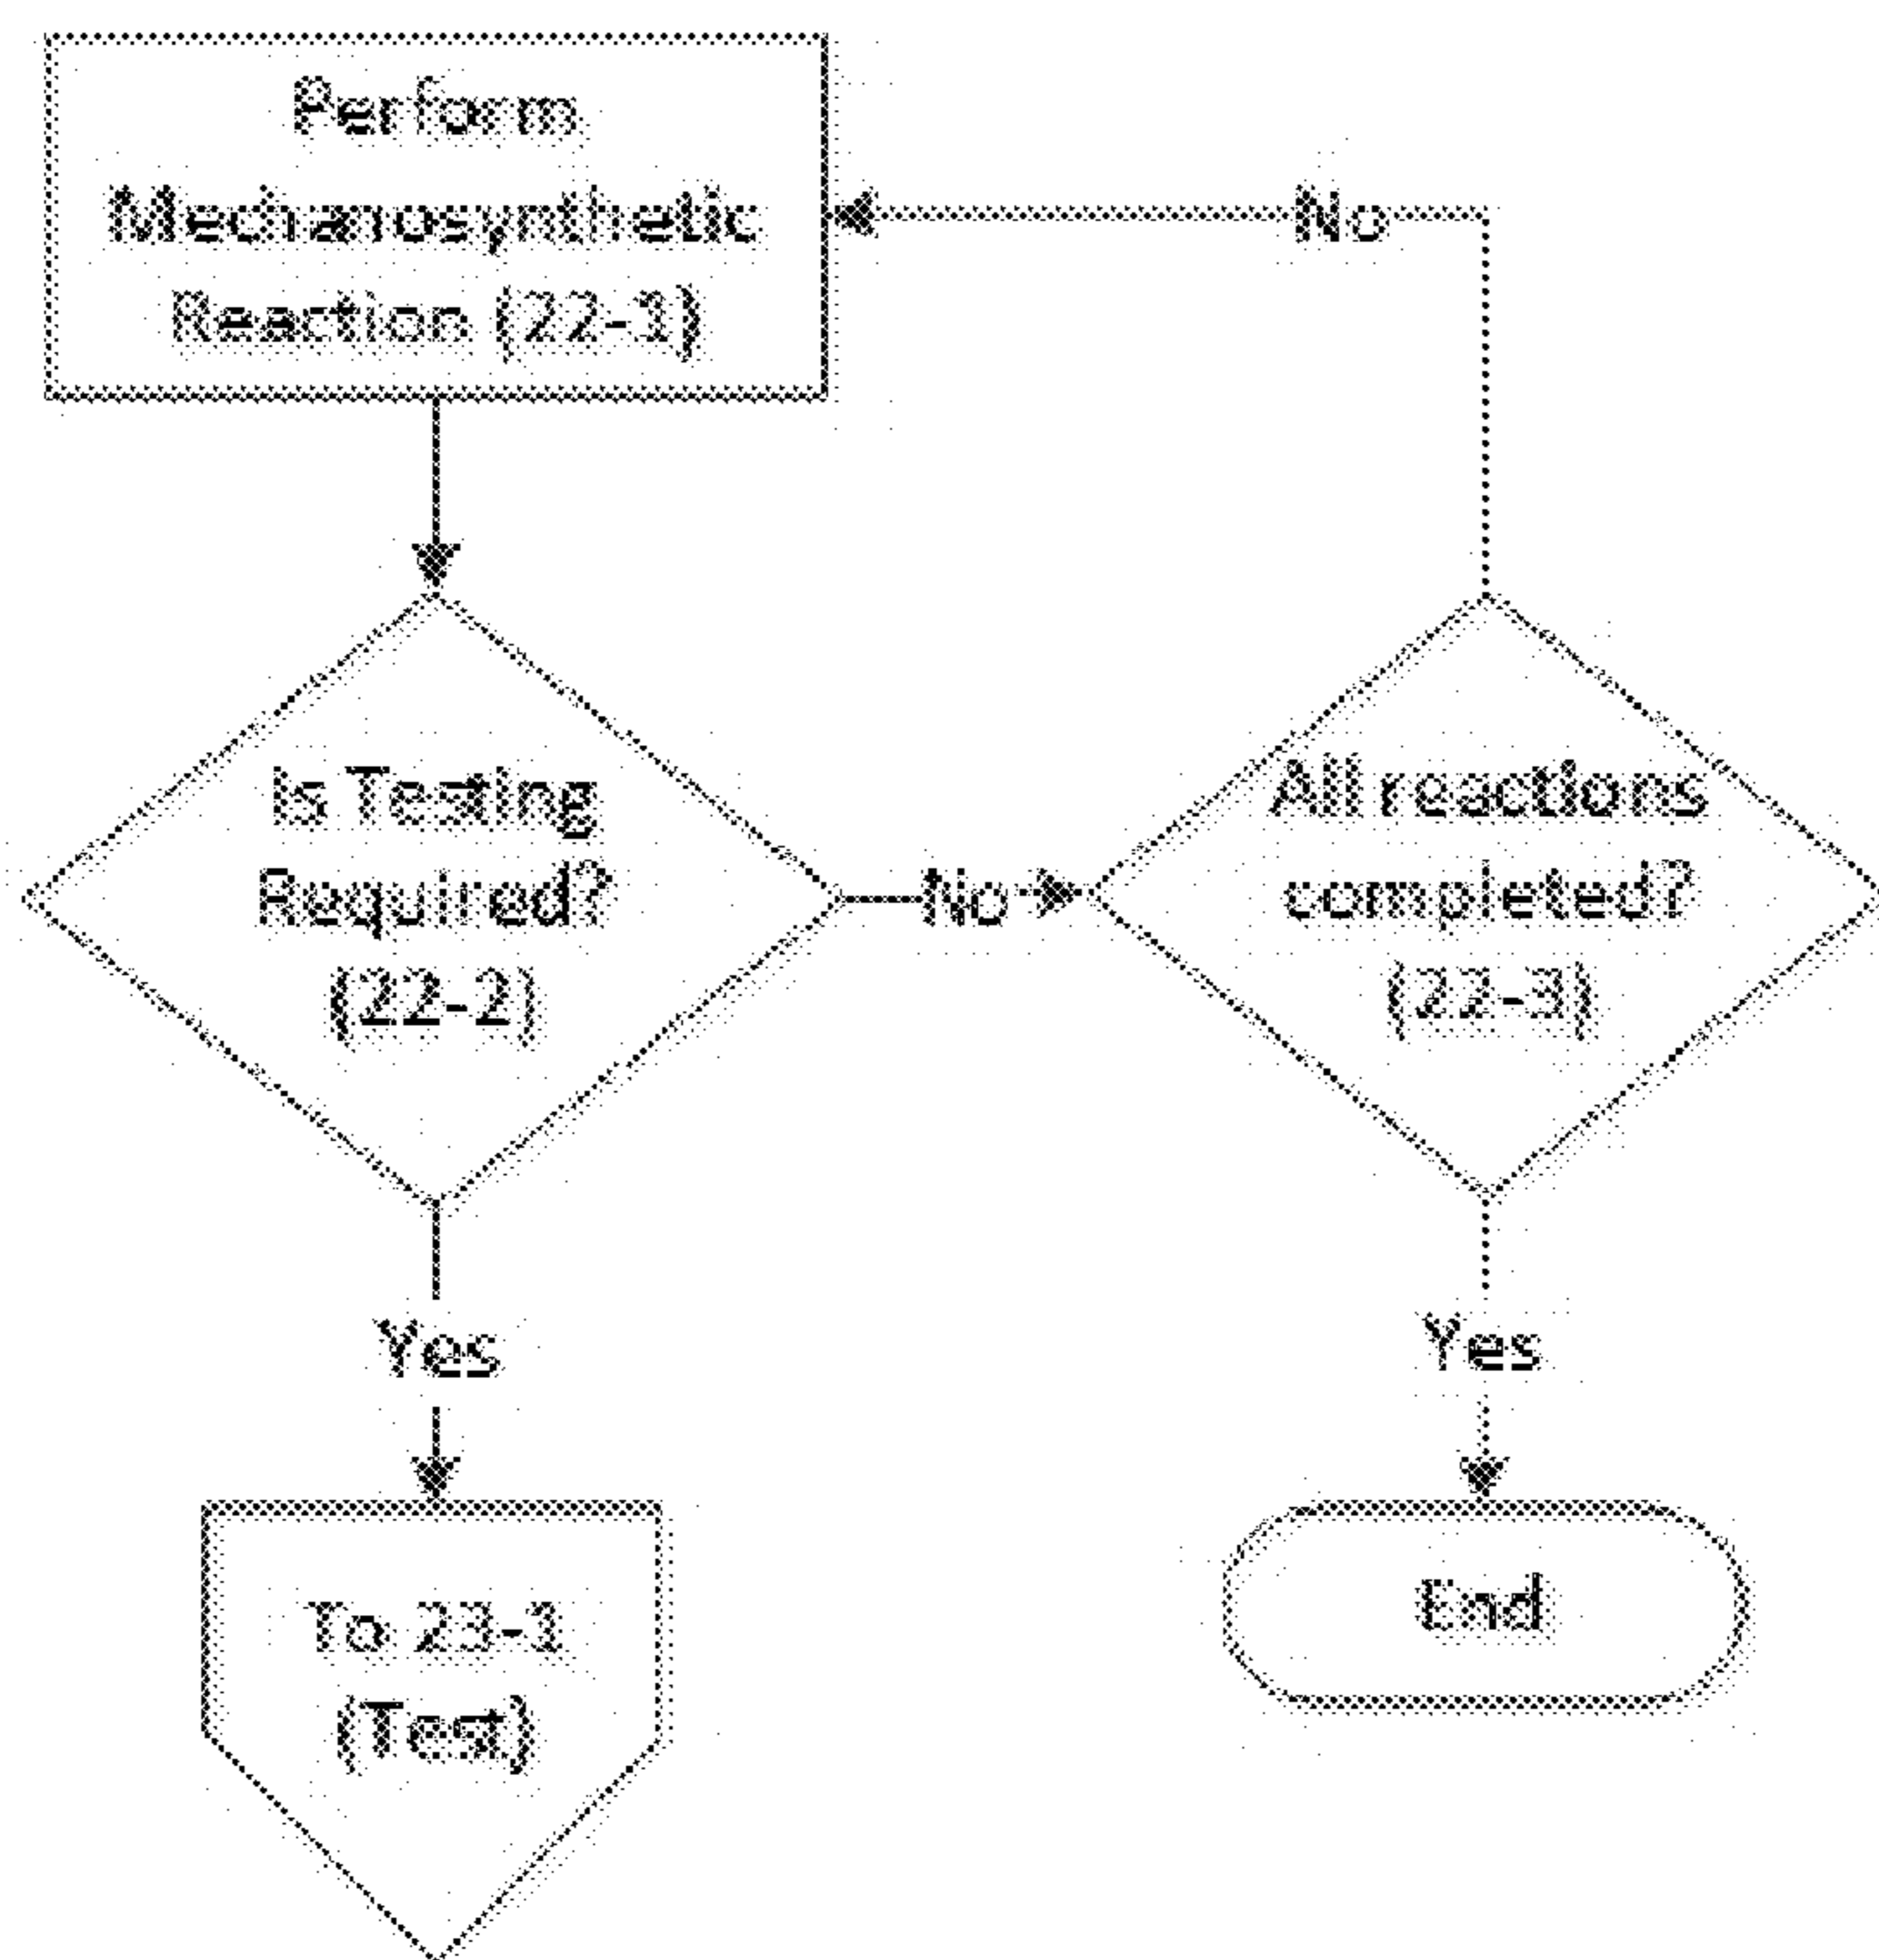 Perform
Mechanosynthetic
Reaction (22-1)
No
Is Testing
Required?
(22-2)
No
All reactions
completed?
(22-3)
Yes
Yes
To 23-1
(Test)
End